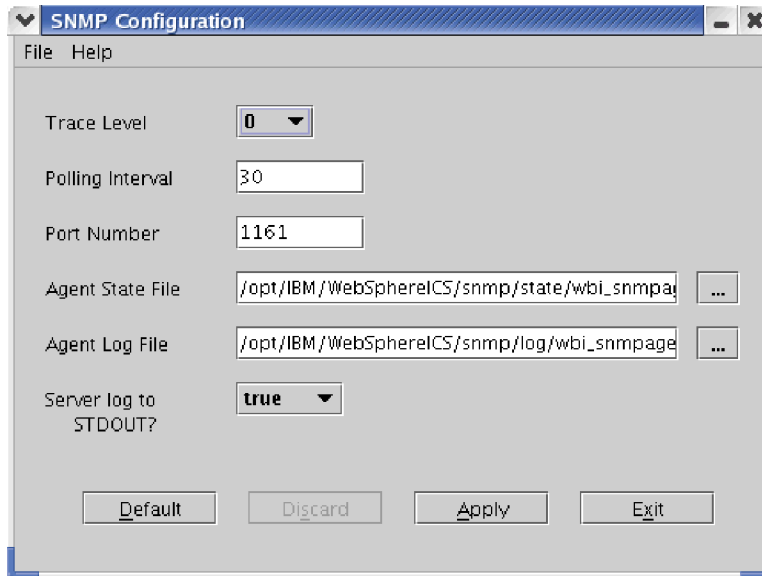 SNMP Configuration
File Help
Trace Level 0
Polling Interval 30
Port Number 1161
Agent State File /opt/IBM/WebSphereICS/snmp/state/wbi_snmpag ...
Agent Log File /opt/IBM/WebSphereICS/snmp/log/wbi_snmpage ...
Server log to true
STDOUT?
Default Discard Apply Exit